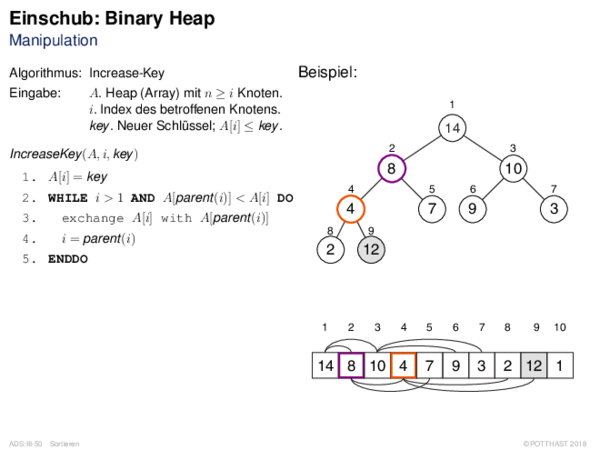 Einschub: Binary Heap
Manipulation
Algorithmus: Increase-Key
Eingabe: A. Heap (Array) mit n ≥ i Knoten.
i. Index des betroffenen Knotens.
key. Neuer Schlüssel; A[i] ≤ key.
IncreaseKey(A, i, key)
1. A[i] = key
2. WHILE i > 1 AND A[parent(i)] < A[i] DO
3. exchange A[i] with A[parent(i)]
4. i = parent(i)
5. ENDDO
Beispiel:
1
14
2 3
8 10
4 5 6 7
4 7 9 3
8 9
2 12
1 2 3 4 5 6 7 8 9 10
14 8 10 4 7 9 3 2 12 1
ADS:III-50 Sortieren
©POTTHAST 2018